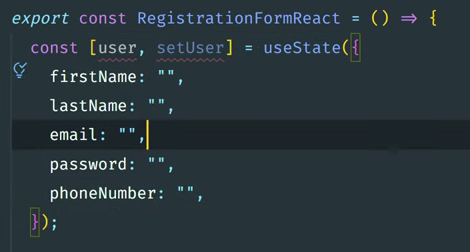 export const RegistrationFormReact = () => {
const [user, setUser] = useState({
firstName: "",
lastName: "",
email: "",
password: "",
phoneNumber: "",
});